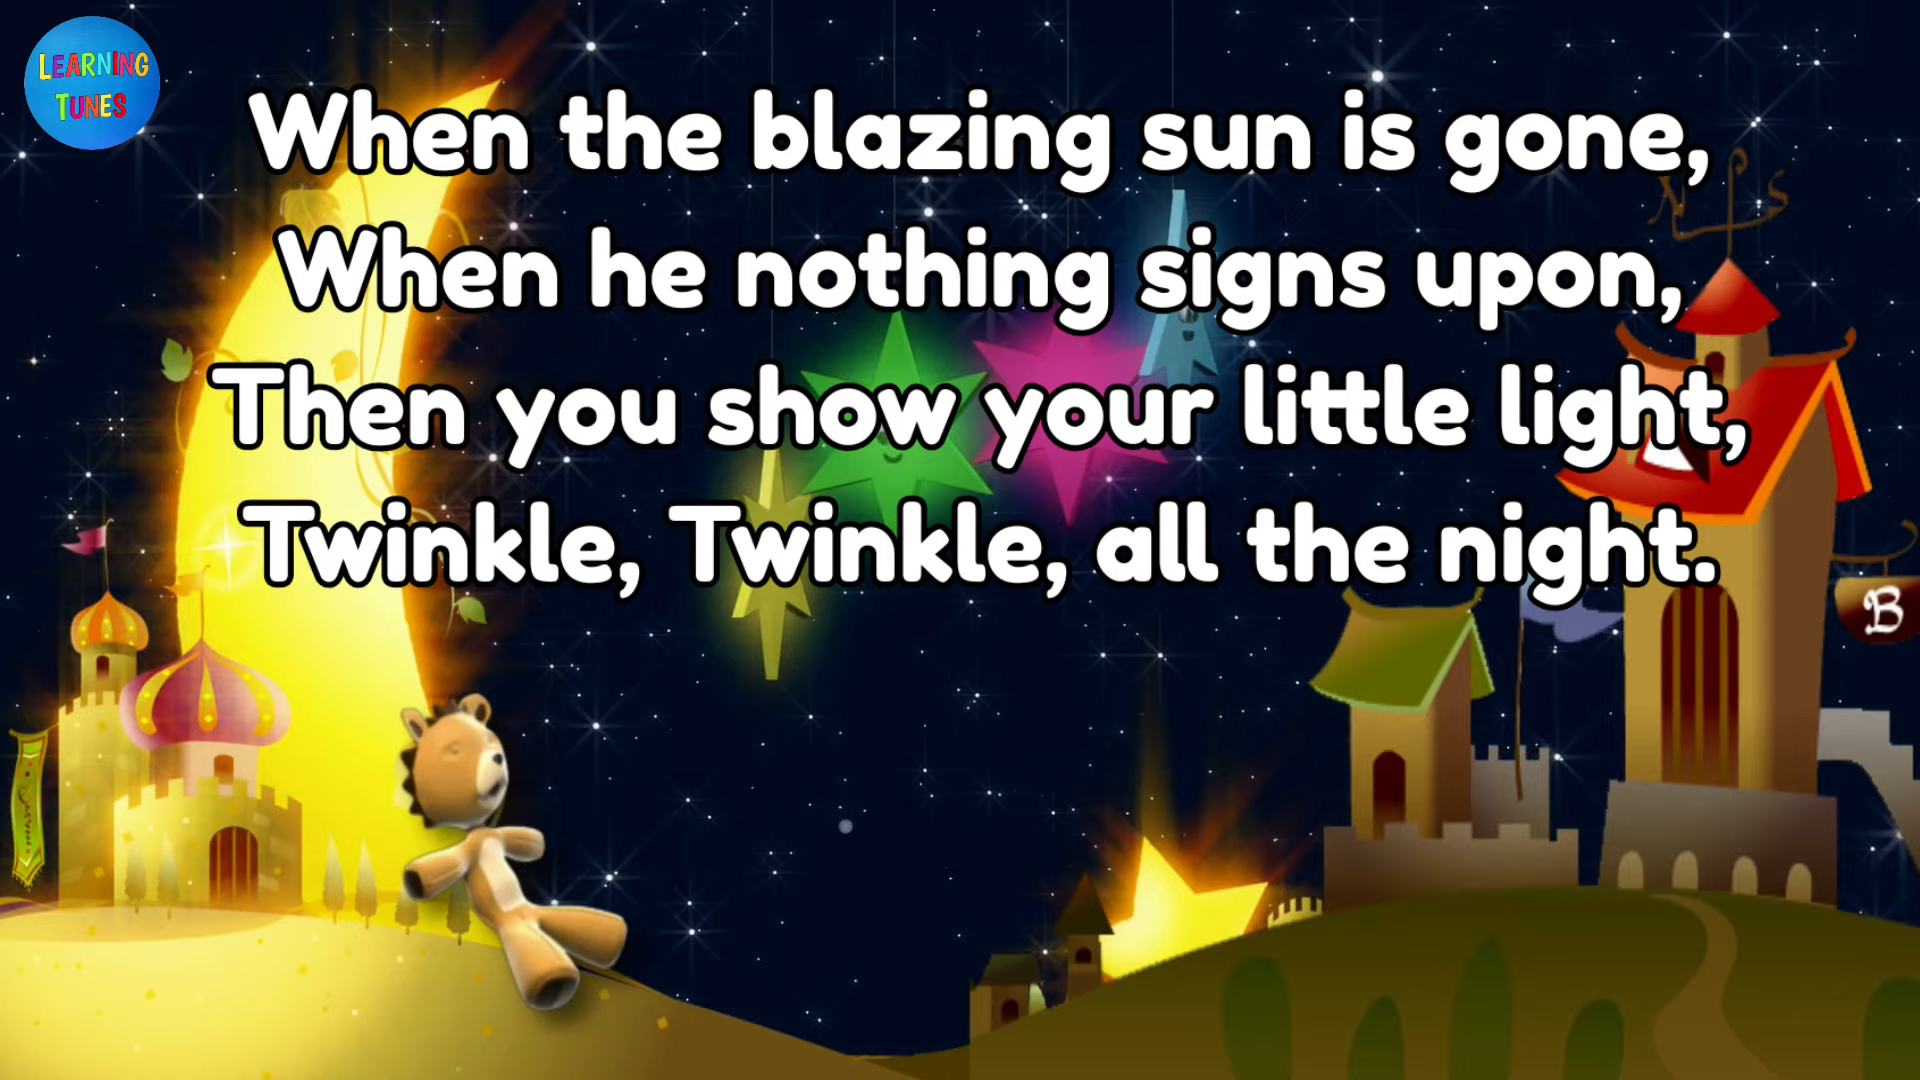 LEARNING
TUNES
When the blazing sun is gone,
When he nothing signs upon,
Then you show your little light,
Twinkle, Twinkle, all the night.
N S
B